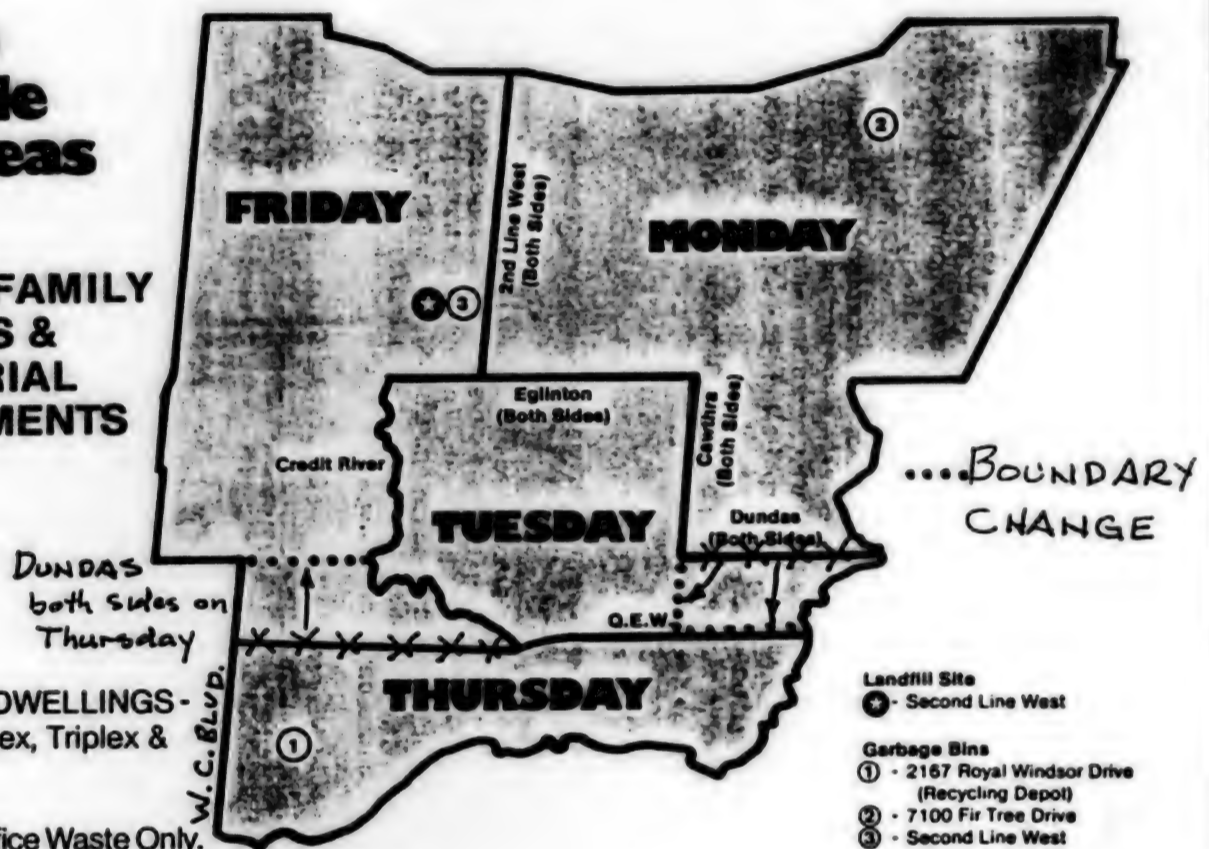 le
eas
FAMILY
S &
RIAL
MENTS
FRIDAY
MONDAY
2nd Line West
(Both Sides)
Eglinton
(Both Sides)
Cawthra
(Both Sides)
Credit River
TUESDAY
Dundas
(Both Sides)
....BOUNDARY
CHANGE
DUNDAS
both sides on
Thursday
Q.E.W.
THURSDAY
W.C. BLVD.
DWELLINGS -
ex, Triplex &
fice Waste Only.
Landfill Site
- Second Line West
Garbage Bins
① - 2167 Royal Windsor Drive
(Recycling Depot)
② - 7100 Fir Tree Drive
③ - Second Line West
②
③
①